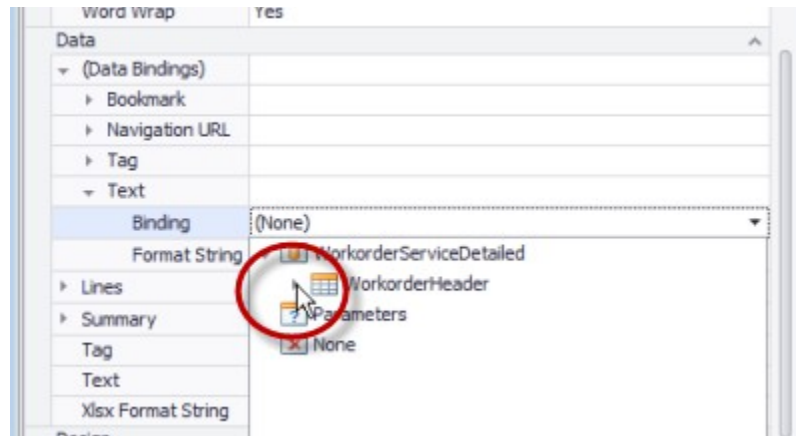 Word Wrap Yes
Data
(Data Bindings)
Bookmark
Navigation URL
Tag
Text
Binding (None)
Format String WorkorderServiceDetailed
Lines WorkorderHeader
Summary Parameters
Tag None
Text
Xlsx Format String
Design